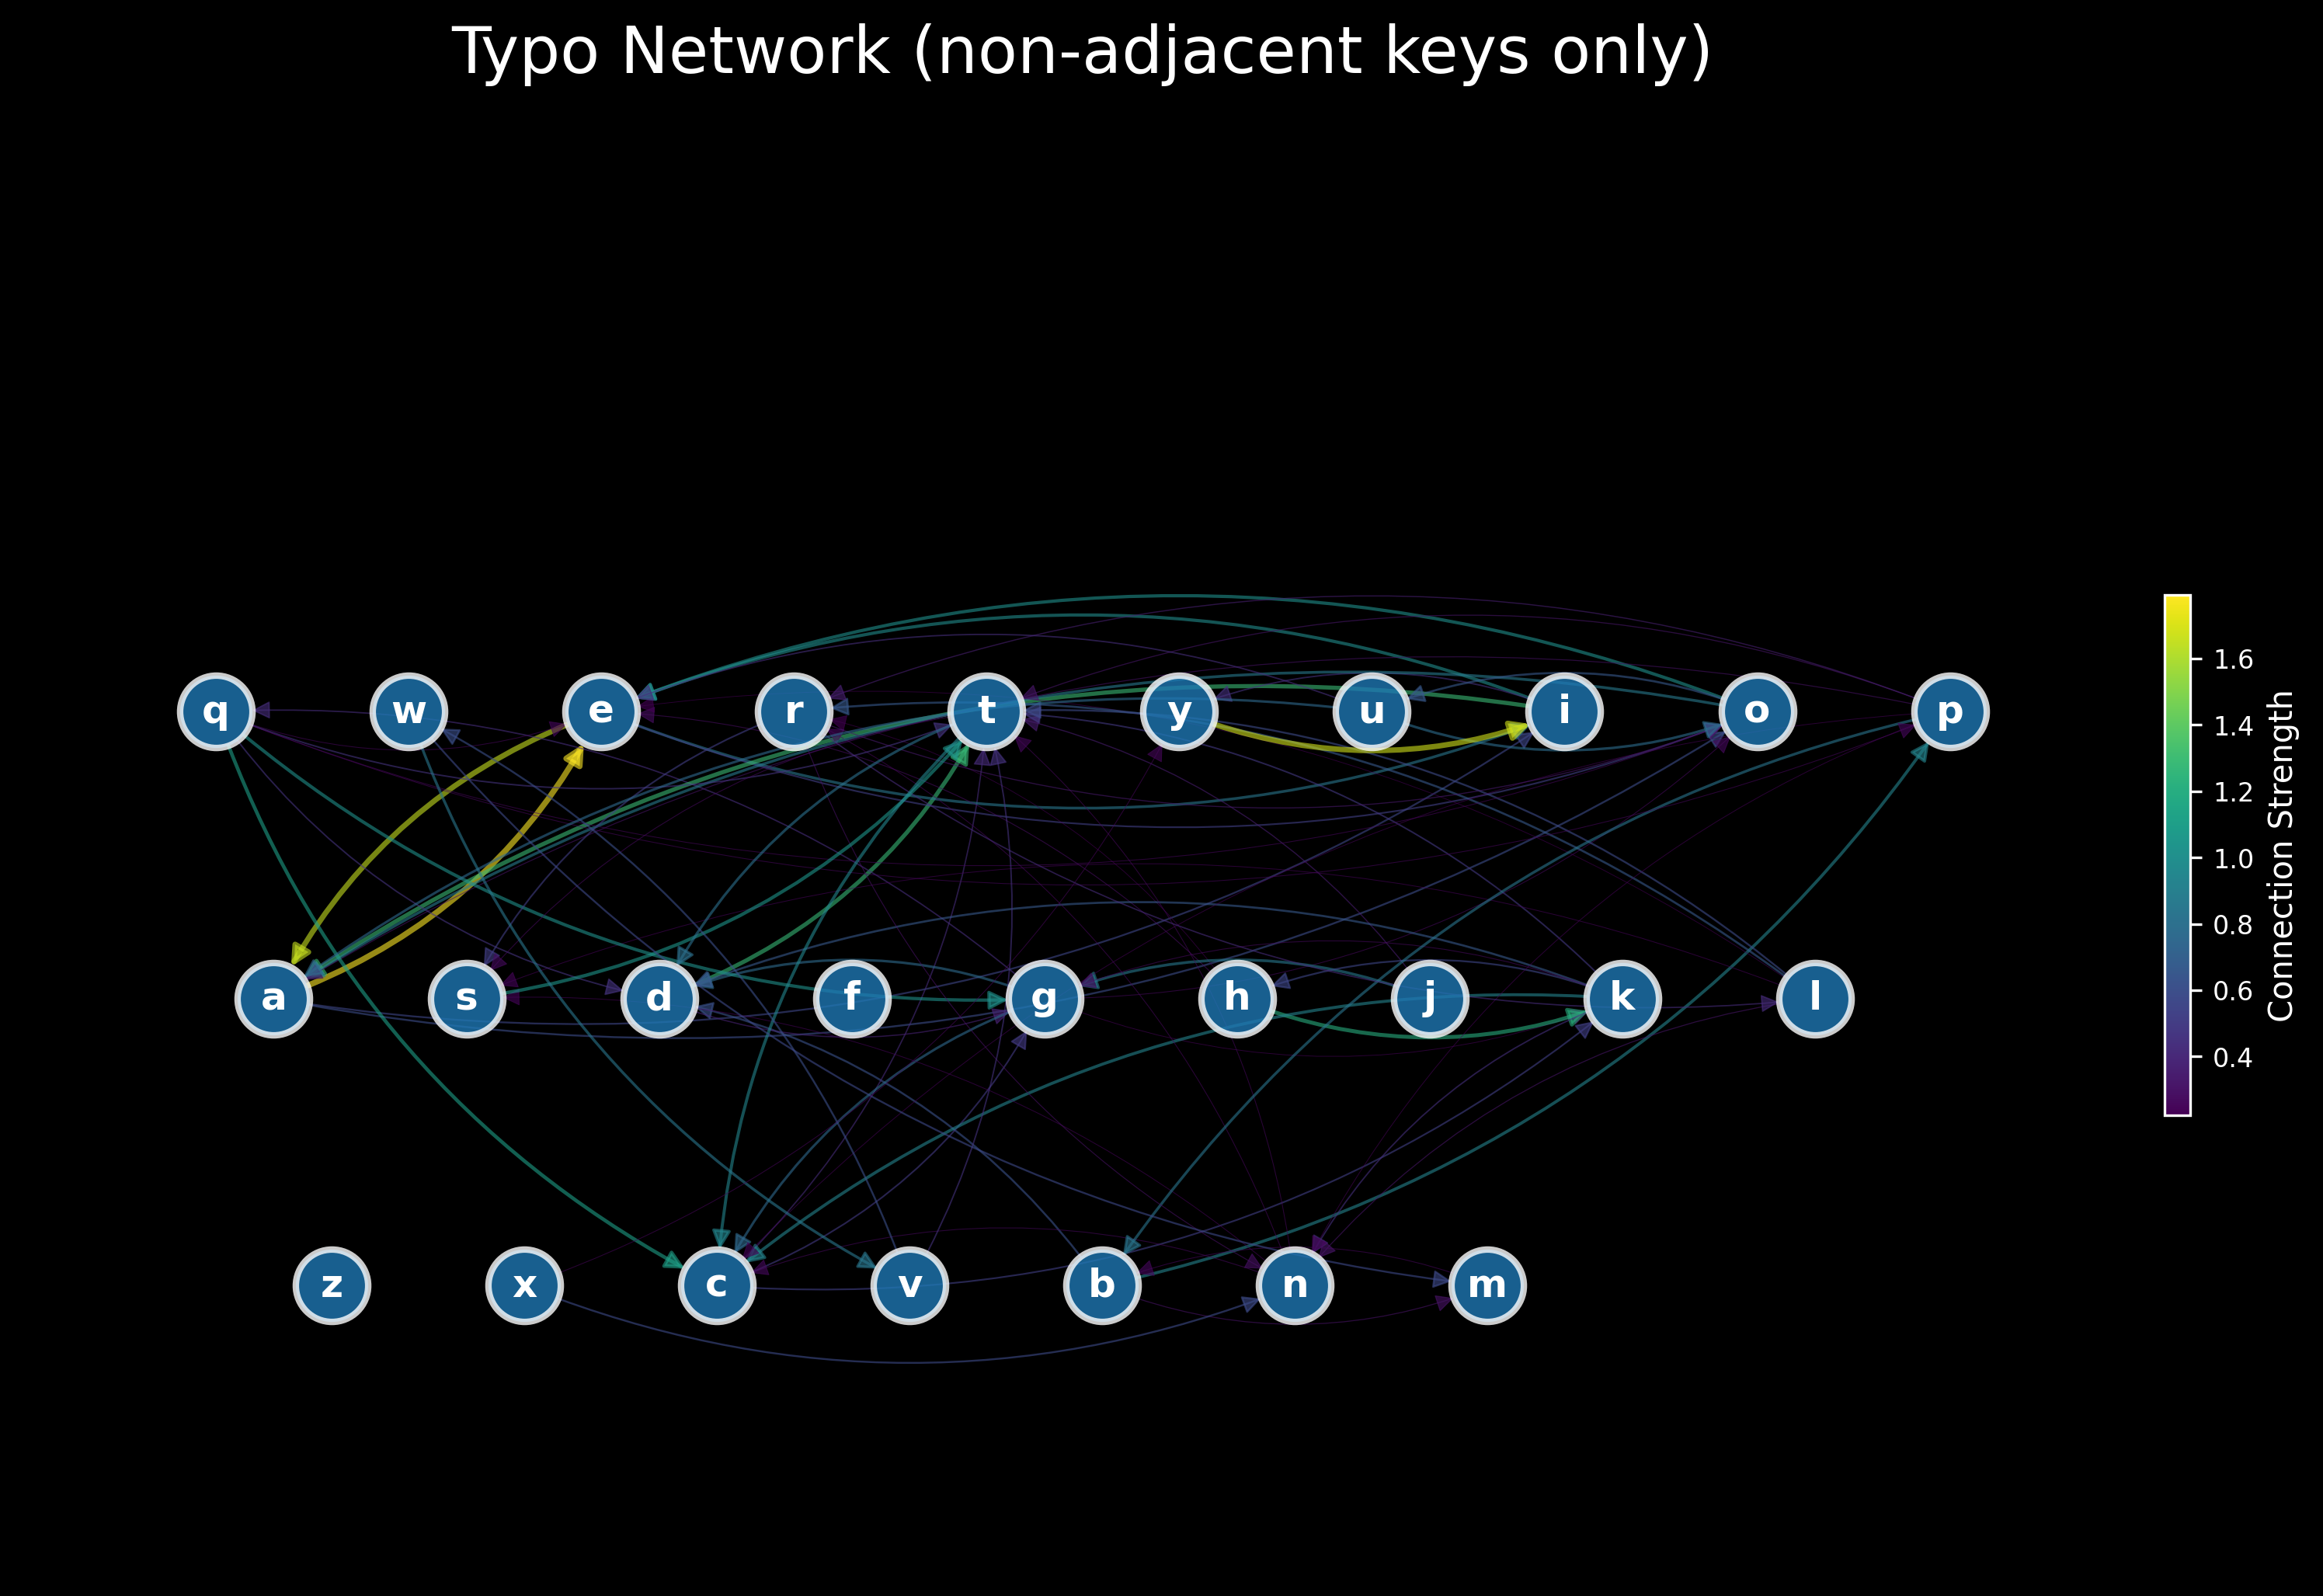 Typo Network (non-adjacent keys only)
q w e r t y u i o p
a s d f g h j k l
z x c v b n m
1.6
1.4
1.2
1.0
0.8
0.6
0.4
Connection Strength